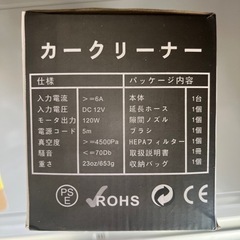 カークリーナー
仕様
入力電流 >=6A
入力電圧 DC 12V
モータ出力 120W
電源コード 5m
真空度 >=4500Pa
騒音 <=70Db
重さ 23oz/653g
パッケージ内容
本体 1台
延長ホース 1個
隙間ノズル 1個
ブラシ 1個
HEPAフィルター 1個
取扱説明書 1冊
収納バッグ 1個
PS
E
ROHS